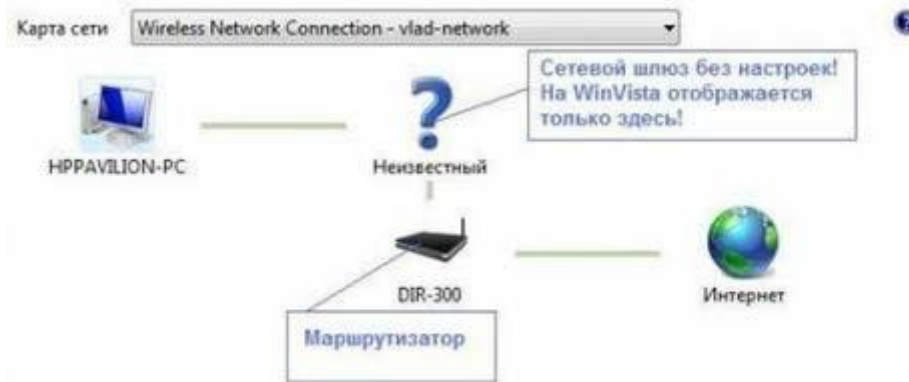 Карта сети
Wireless Network Connection - vlad-network
Сетевой шлюз без настроек!
На WinVista отображается
только здесь!
HPPAVILION-PC
Неизвестный
DIR-300
Интернет
Маршрутизатор